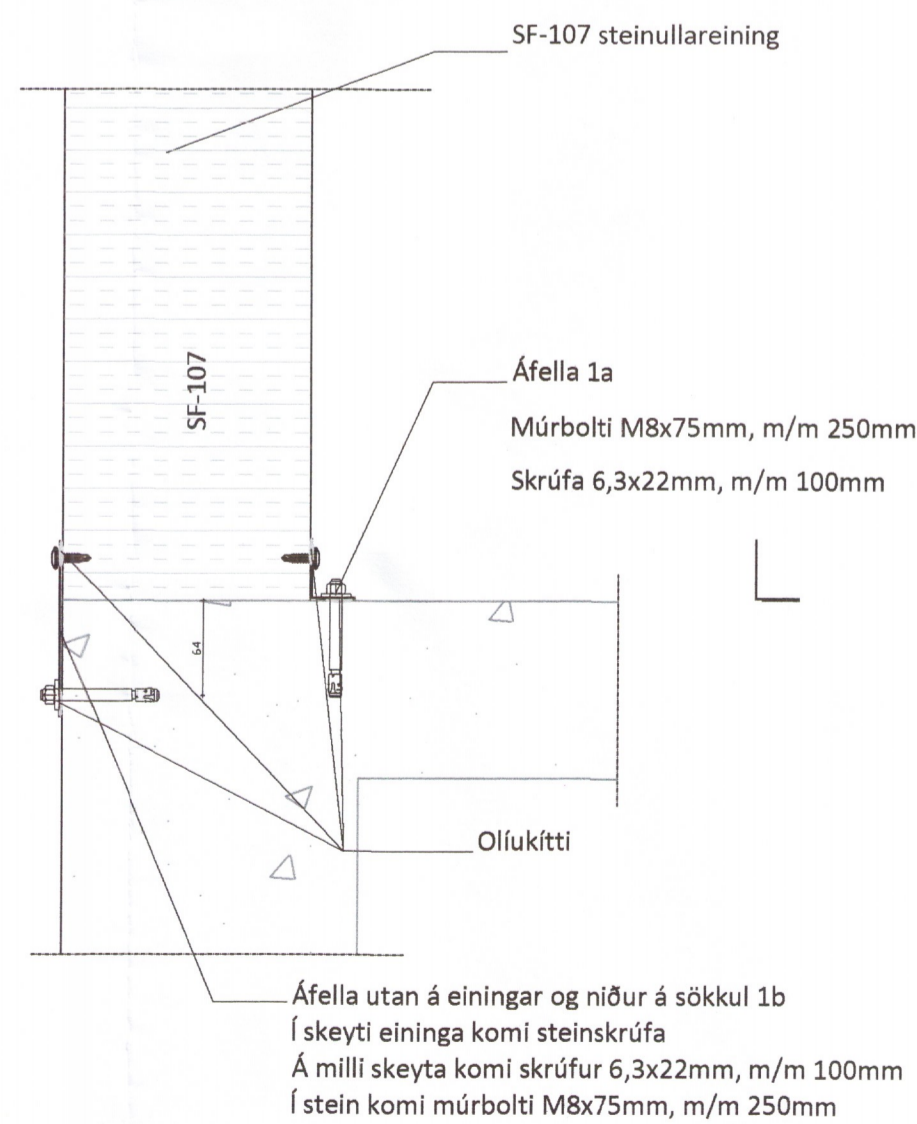 SF-107 steinullareining
SF-107
Áfella 1a
Múrbolti M8x75mm, m/m 250mm
Skrúfa 6,3x22mm, m/m 100mm
64
Olíukítti
Áfella utan á einingar og niður á sökkul 1b
Í skeyti eininga komi steinskrúfa
Á milli skeyta komi skrúfur 6,3x22mm, m/m 100mm
Í stein komi múrbolti M8x75mm, m/m 250mm